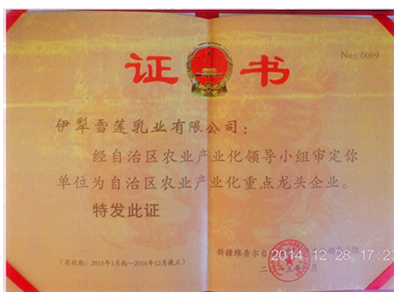 No: 0009
证书
伊犁雪莲乳业有限公司：
经自治区农业产业化领导小组审定你
单位为自治区农业产业化重点龙头企业。
特发此证
新疆维吾尔自
(有效期：2015年1月起—2016年12月截止)
2014.12.28. 17:23